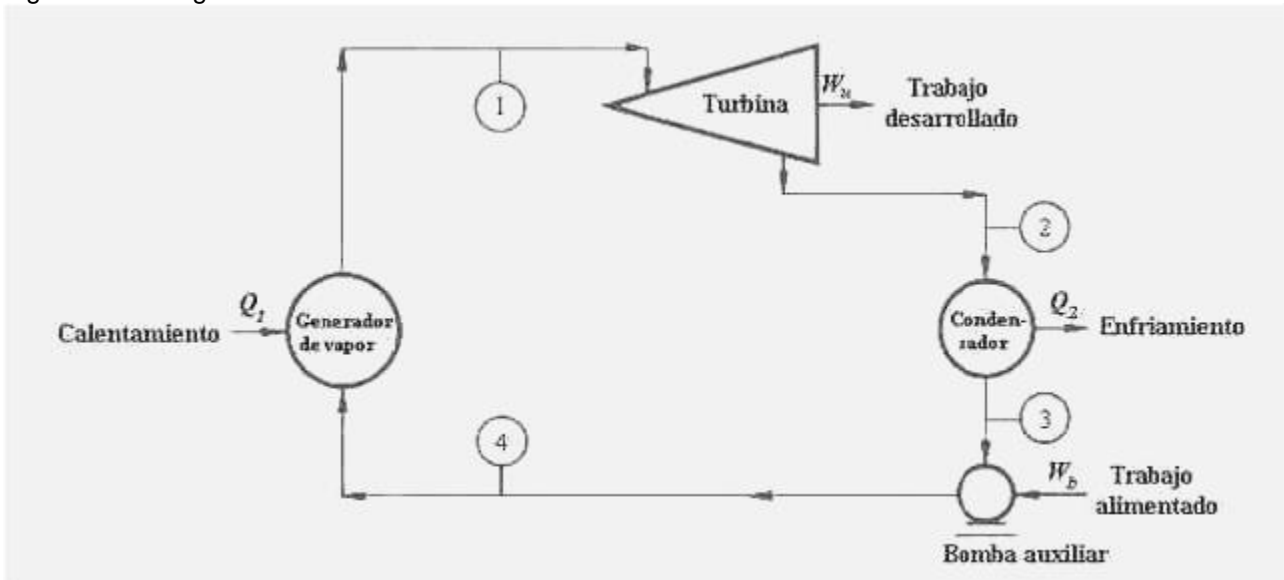 1
Turbina
W_u
Trabajo
desarrollado
2
Q_1
Calentamiento
Generador
de vapor
Conden-
sador
Q_2
Enfriamiento
3
4
W_b
Trabajo
alimentado
Bomba auxiliar